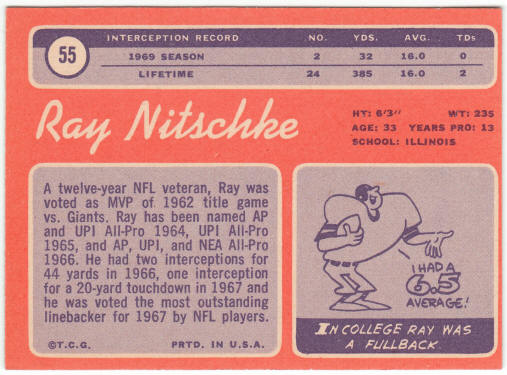 55
INTERCEPTION RECORD NO. YDS. AVG. TDs
1969 SEASON 2 32 16.0 0
LIFETIME 24 385 16.0 2
Ray Nitschke
HT: 6'3" WT: 235
AGE: 33 YEARS PRO: 13
SCHOOL: ILLINOIS
A twelve-year NFL veteran, Ray was
voted as MVP of 1962 title game
vs. Giants. Ray has been named AP
and UPI All-Pro 1964, UPI All-Pro
1965, and AP, UPI, and NEA All-Pro
1966. He had two interceptions for
44 yards in 1966, one interception
for a 20-yard touchdown in 1967 and
he was voted the most outstanding
linebacker for 1967 by NFL players.
©T.C.G. PRTD. IN U.S.A.
I HAD A
6.5
AVERAGE!
IN COLLEGE RAY WAS
A FULLBACK.